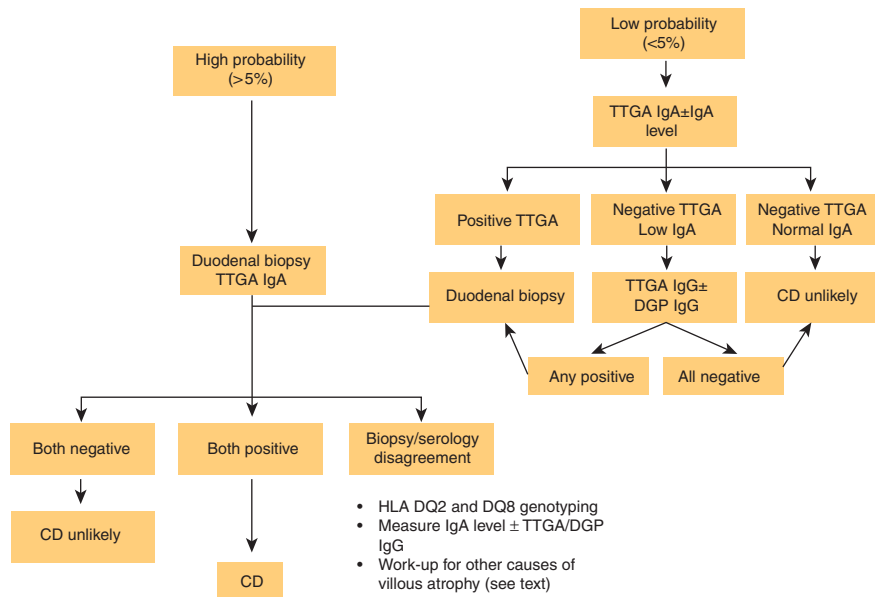 Low probability
(<5%)
High probability
(>5%)
TTGA IgA±IgA
level
Positive TTGA
Negative TTGA
Low IgA
Negative TTGA
Normal IgA
Duodenal biopsy
TTGA IgA
Duodenal biopsy
TTGA IgG±
DGP IgG
CD unlikely
Any positive
All negative
Both negative
Both positive
Biopsy/serology
disagreement
CD unlikely
CD
• HLA DQ2 and DQ8 genotyping
• Measure IgA level ± TTGA/DGP
IgG
• Work-up for other causes of
villous atrophy (see text)